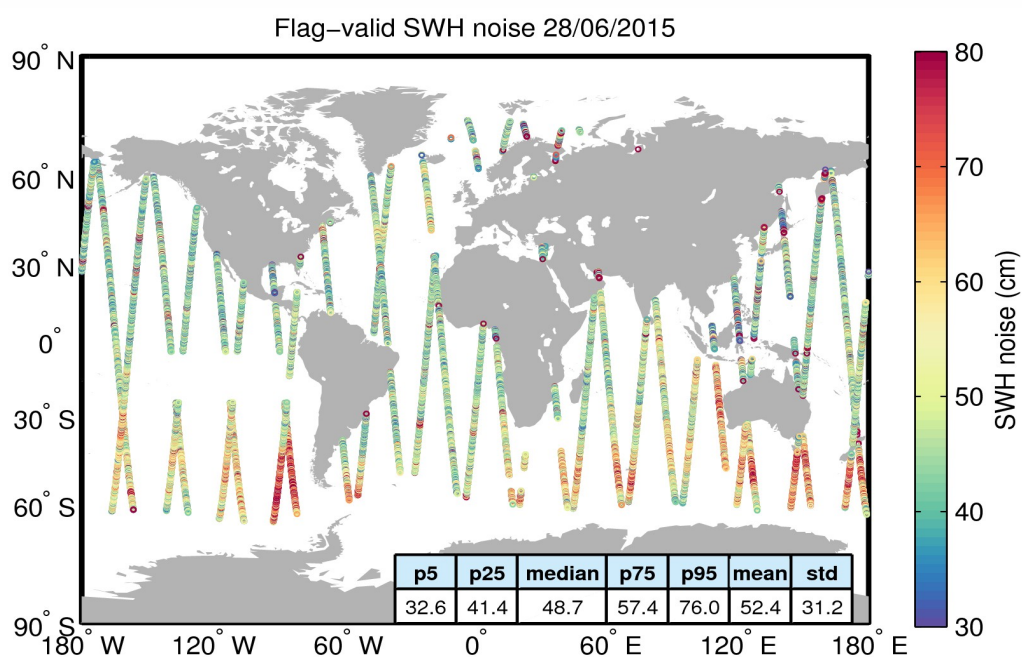 Flag−valid SWH noise 28/06/2015
90° N
60° N
30° N
0°
30° S
60° S
90° S
180° W
120° W
60° W
0°
60° E
120° E
180° E
80
70
60
50
40
30
SWH noise (cm)
p5 p25 median p75 p95 mean std
32.6 41.4 48.7 57.4 76.0 52.4 31.2